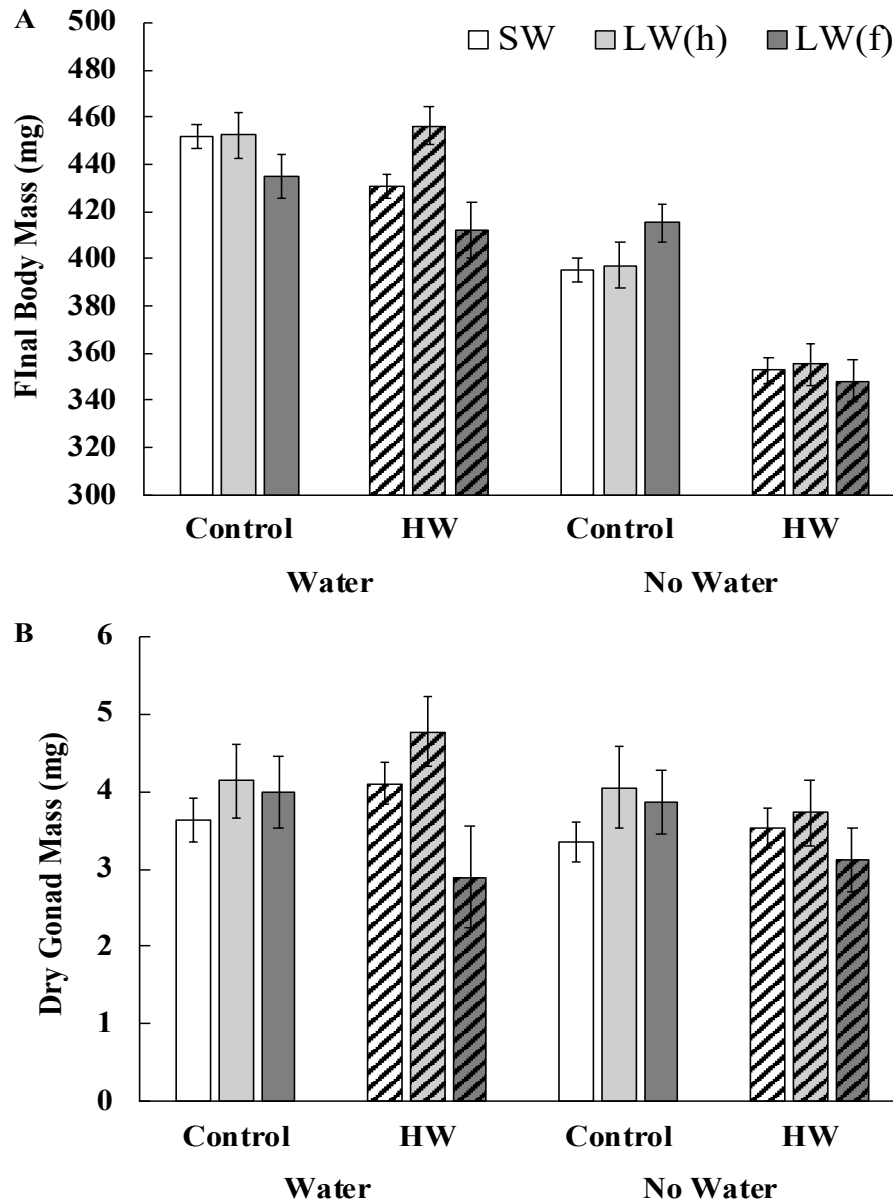 A
500
SW LW(h) LW(f)
480
460
440
420
400
380
360
340
320
300
FInal Body Mass (mg)
Control HW Control HW
Water No Water
B
6
5
4
3
2
1
0
Dry Gonad Mass (mg)
Control HW Control HW
Water No Water